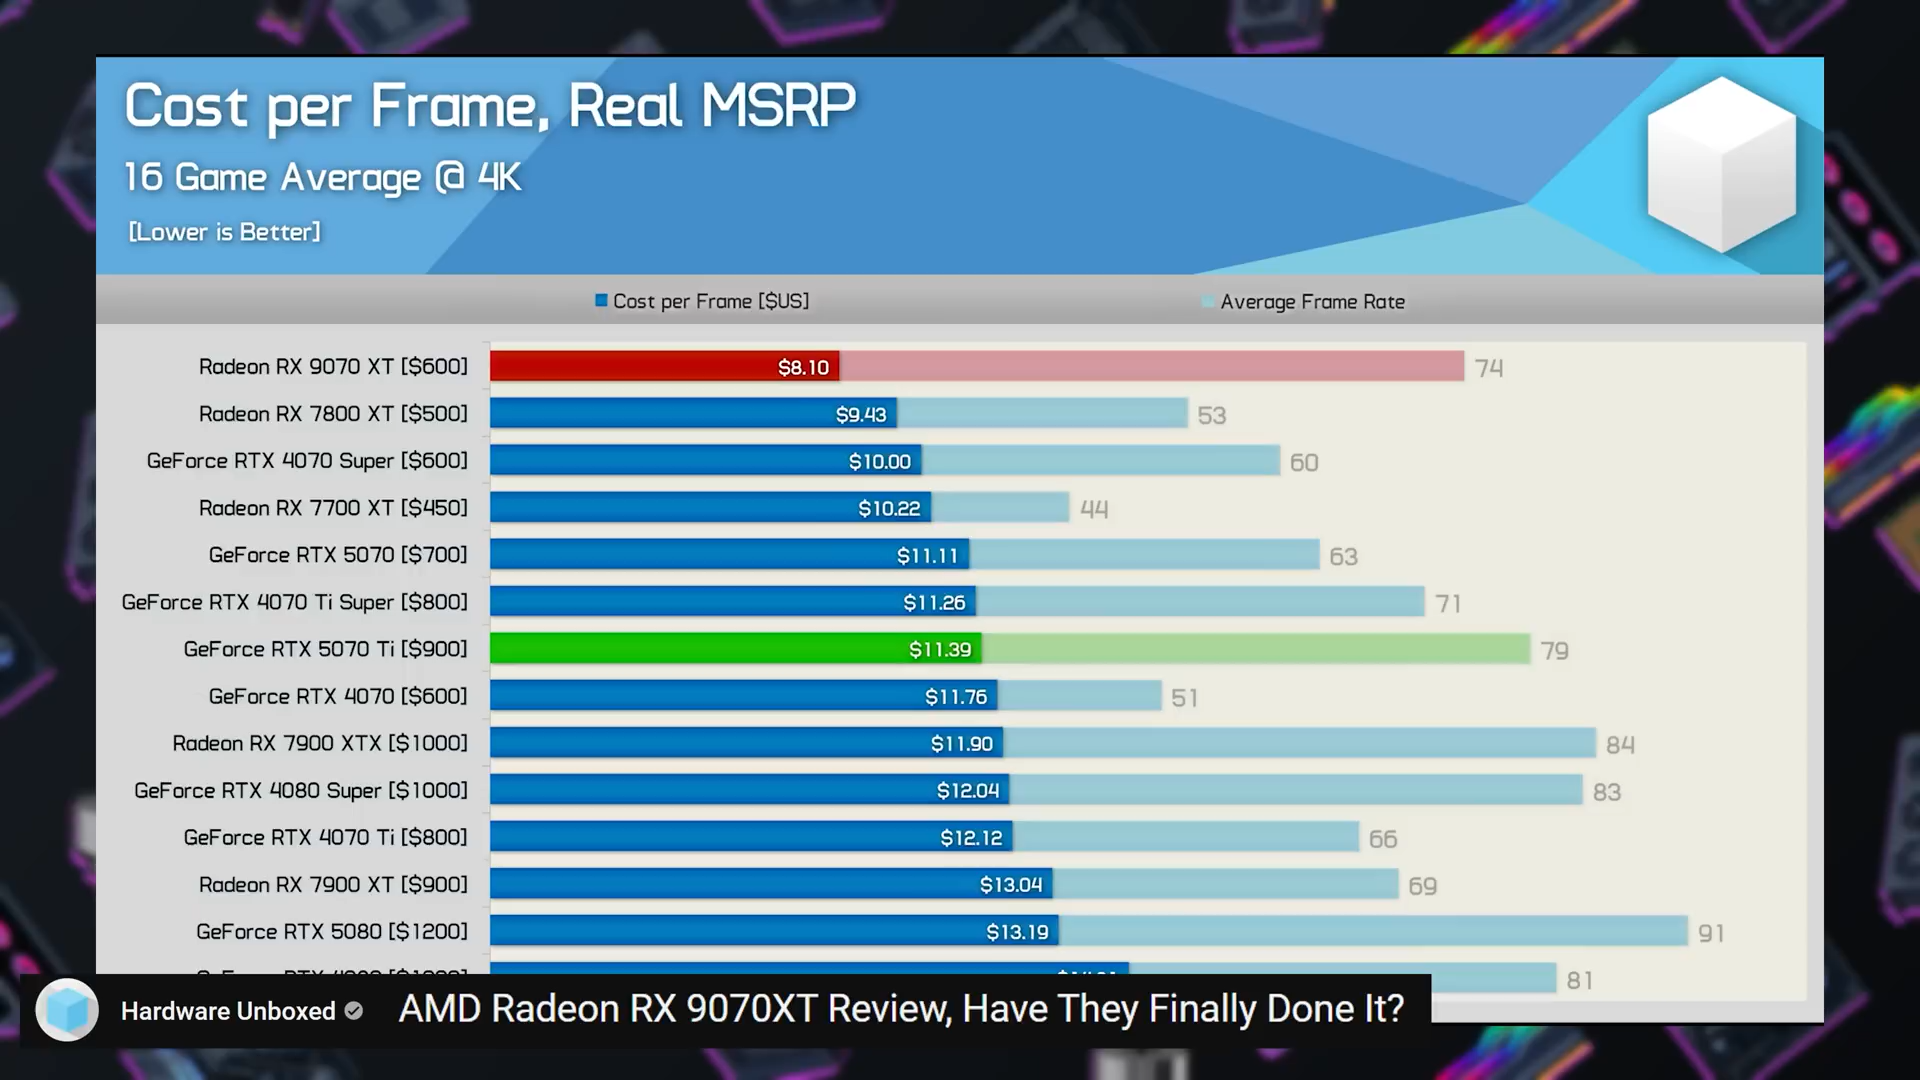 Cost per Frame, Real MSRP
16 Game Average @ 4K
[Lower is Better]
Cost per Frame [$US] Average Frame Rate
Radeon RX 9070 XT [$600] $8.10 74
Radeon RX 7800 XT [$500] $9.43 53
GeForce RTX 4070 Super [$600] $10.00 60
Radeon RX 7700 XT [$450] $10.22 44
GeForce RTX 5070 [$700] $11.11 63
GeForce RTX 4070 Ti Super [$800] $11.26 71
GeForce RTX 5070 Ti [$900] $11.39 79
GeForce RTX 4070 [$600] $11.76 51
Radeon RX 7900 XTX [$1000] $11.90 84
GeForce RTX 4080 Super [$1000] $12.04 83
GeForce RTX 4070 Ti [$800] $12.12 66
Radeon RX 7900 XT [$900] $13.04 69
GeForce RTX 5080 [$1200] $13.19 91
GeForce RTX 81
Hardware Unboxed AMD Radeon RX 9070XT Review, Have They Finally Done It?